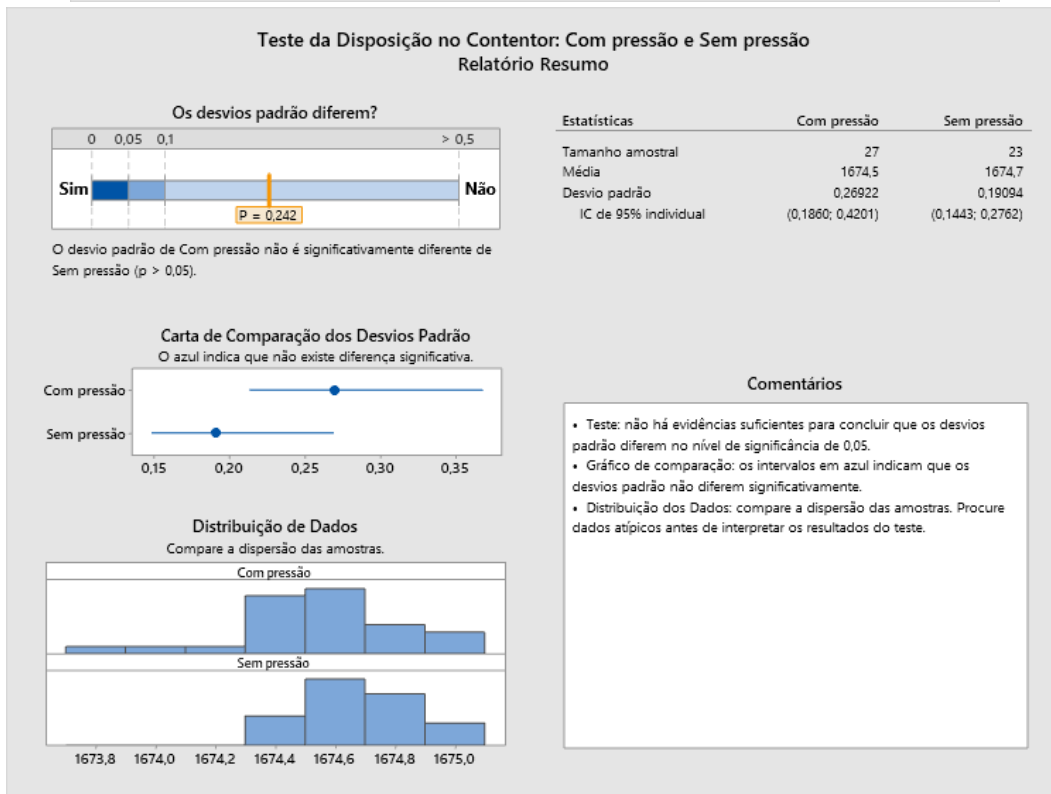 Teste da Disposição no Contentor: Com pressão e Sem pressão
Relatório Resumo
Os desvios padrão diferem?
0 0,05 0,1 > 0,5
Sim Não
P = 0,242
O desvio padrão de Com pressão não é significativamente diferente de
Sem pressão (p > 0,05).
Estatísticas Com pressão Sem pressão
Tamanho amostral 27 23
Média 1674,5 1674,7
Desvio padrão 0,26922 0,19094
IC de 95% individual (0,1860; 0,4201) (0,1443; 0,2762)
Carta de Comparação dos Desvios Padrão
O azul indica que não existe diferença significativa.
Com pressão
Sem pressão
0,15 0,20 0,25 0,30 0,35
Distribuição de Dados
Compare a dispersão das amostras.
Com pressão
Sem pressão
1673,8 1674,0 1674,2 1674,4 1674,6 1674,8 1675,0
Comentários
• Teste: não há evidências suficientes para concluir que os desvios
padrão diferem no nível de significância de 0,05.
• Gráfico de comparação: os intervalos em azul indicam que os
desvios padrão não diferem significativamente.
• Distribuição dos Dados: compare a dispersão das amostras. Procure
dados atípicos antes de interpretar os resultados do teste.